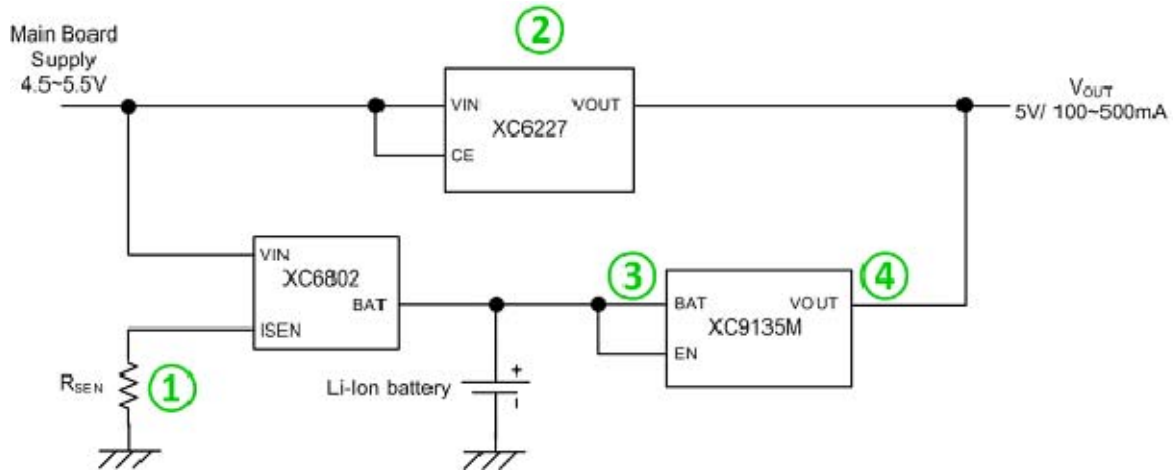 Main Board
Supply
4.5~5.5V
②
VIN
VOUT
XC6227
CE
VOUT
5V/ 100~500mA
VIN
XC6802
BAT
ISEN
RSEN
①
Li-Ion battery
+
③
BAT
VOUT
XC9135M
EN
④